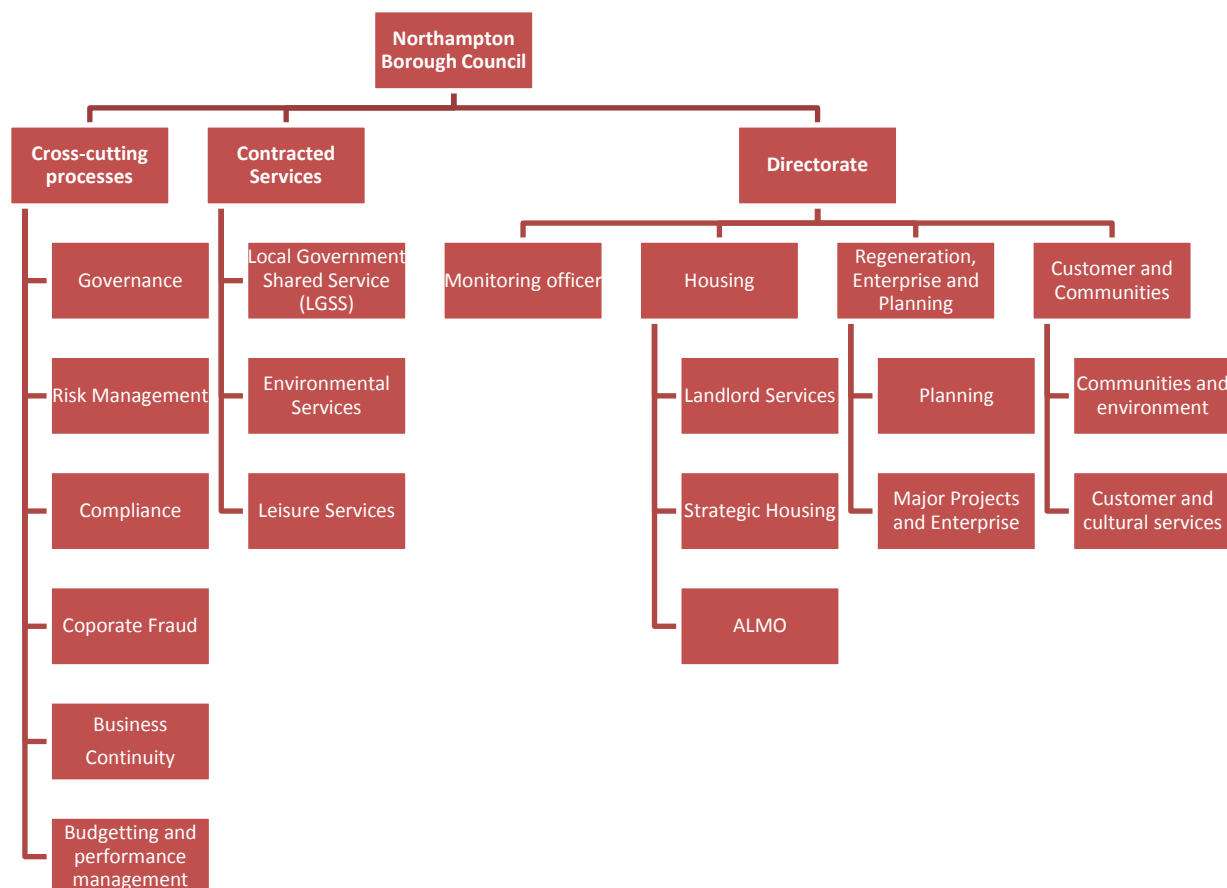 Northampton
Borough Council
Cross-cutting
processes
Contracted
Services
Directorate
Governance
Local Government
Shared Service
(LGSS)
Monitoring officer
Housing
Regeneration,
Enterprise and
Planning
Customer and
Communities
Risk Management
Environmental
Services
Landlord Services
Planning
Communities and
environment
Compliance
Leisure Services
Strategic Housing
Major Projects
and Enterprise
Customer and
cultural services
Coporate Fraud
ALMO
Business
Continuity
Budgetting and
performance
management